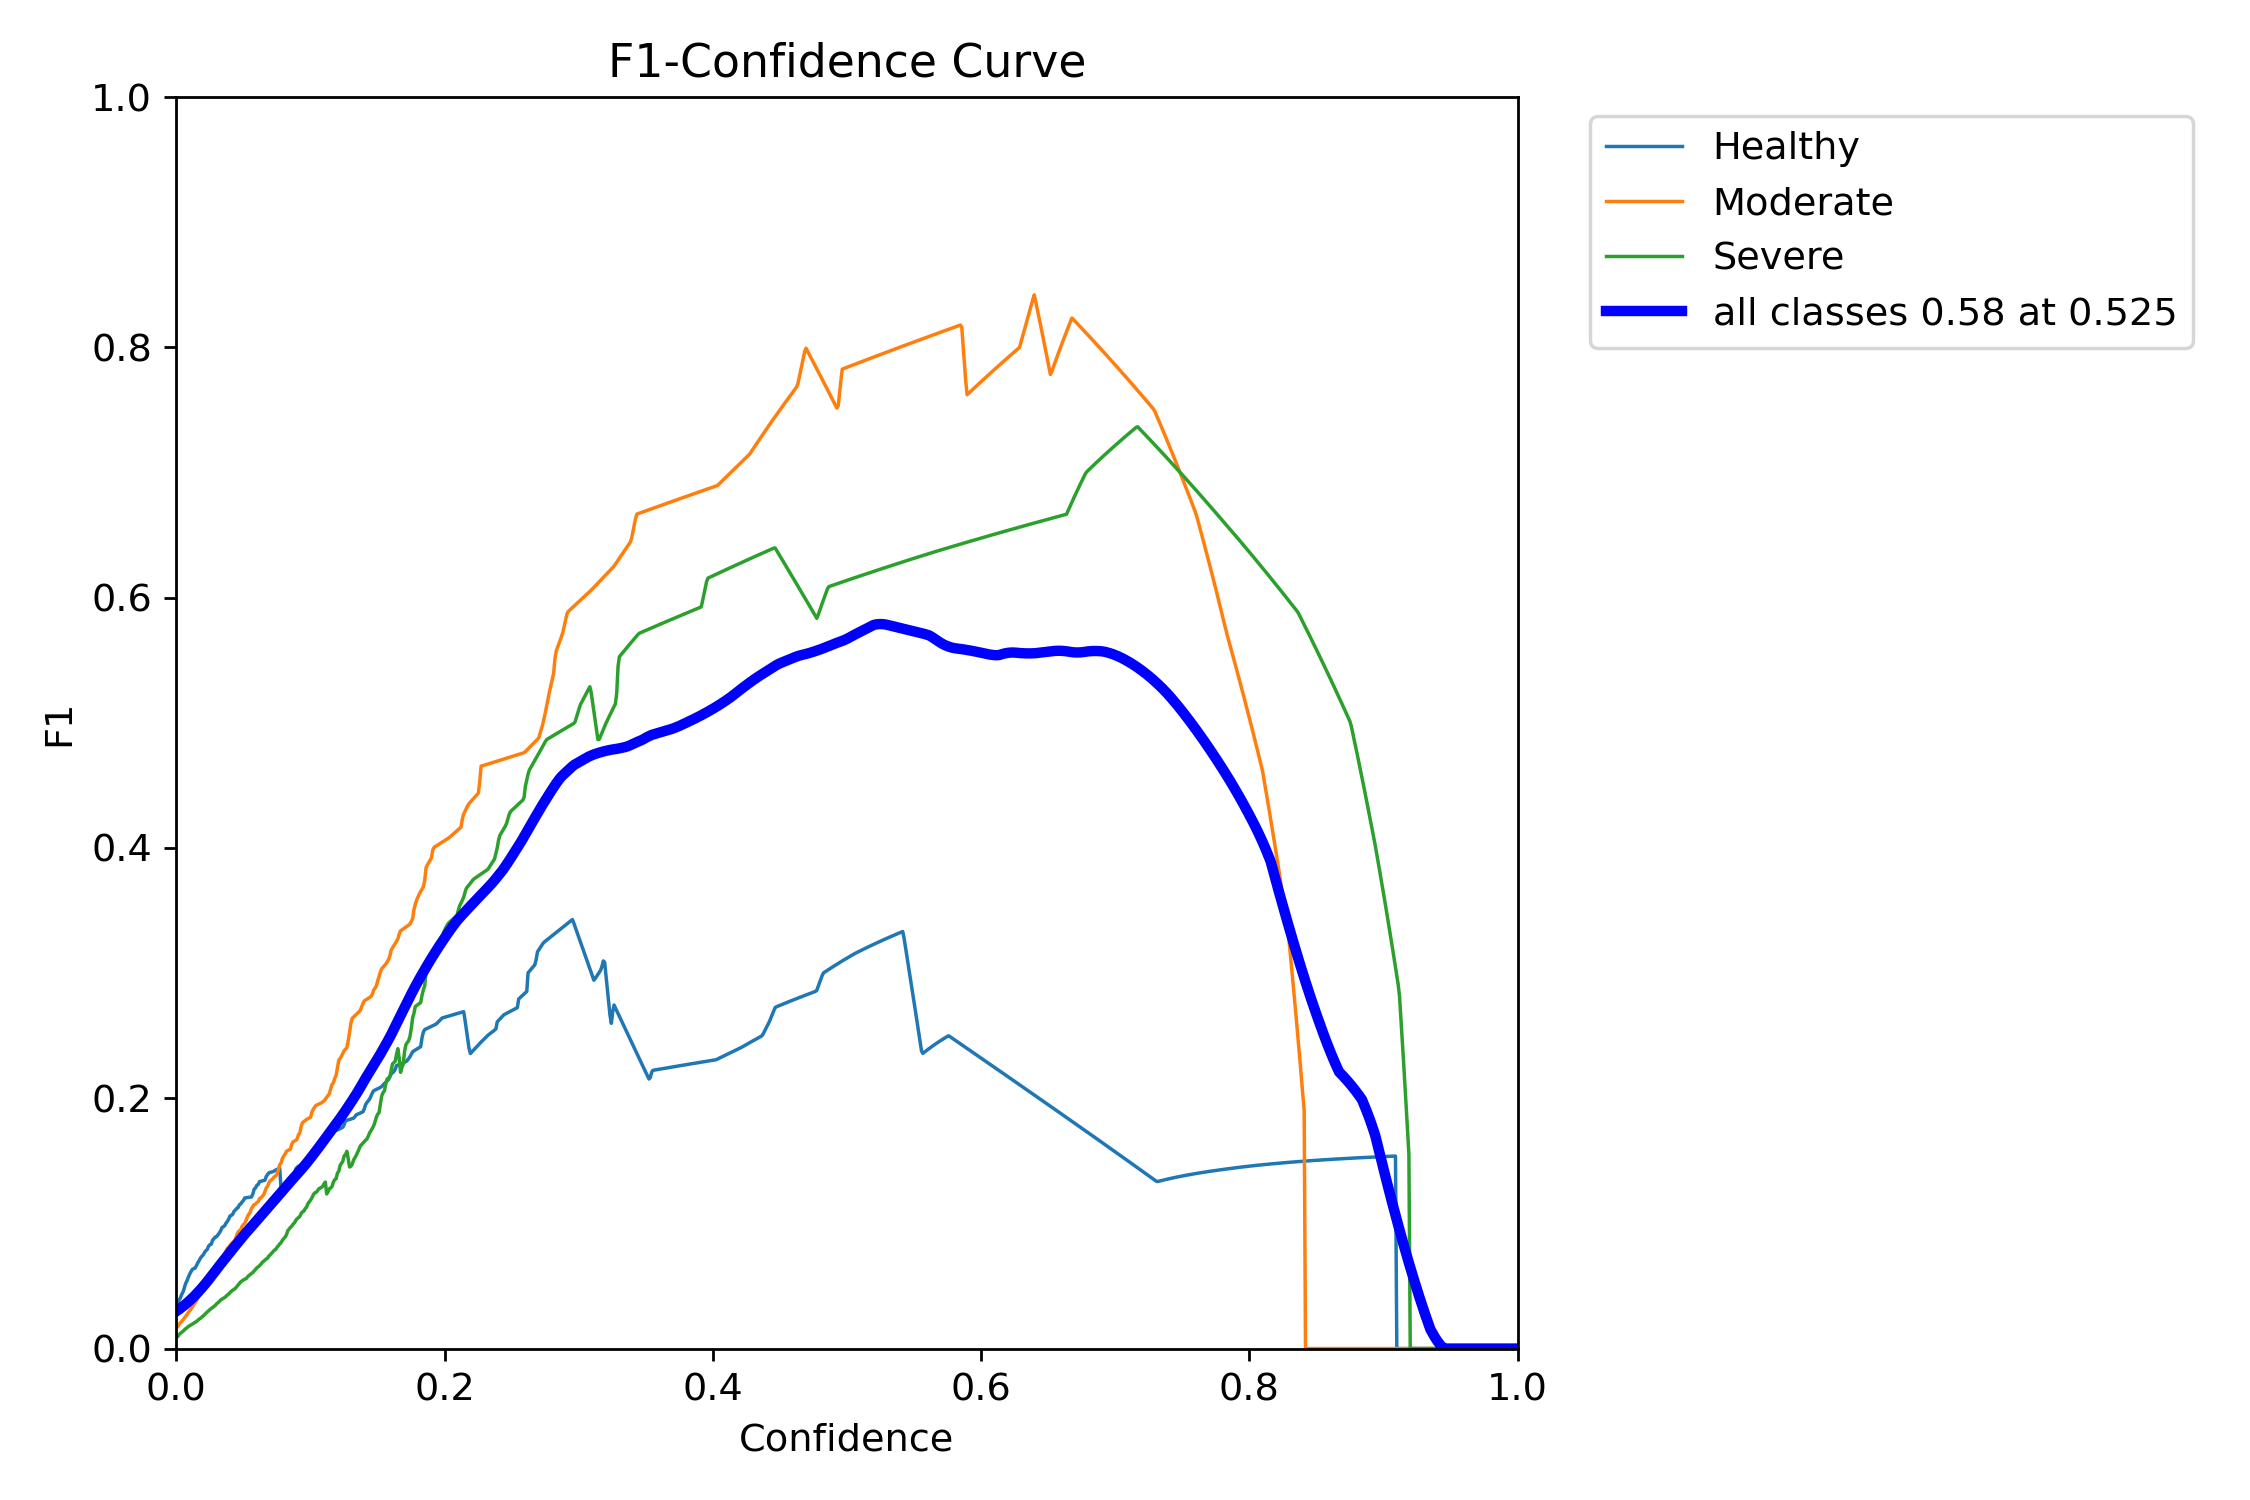 F1-Confidence Curve
1.0
0.8
0.6
0.4
0.2
0.0
F1
0.0 0.2 0.4 0.6 0.8 1.0
Confidence
Healthy
Moderate
Severe
all classes 0.58 at 0.525